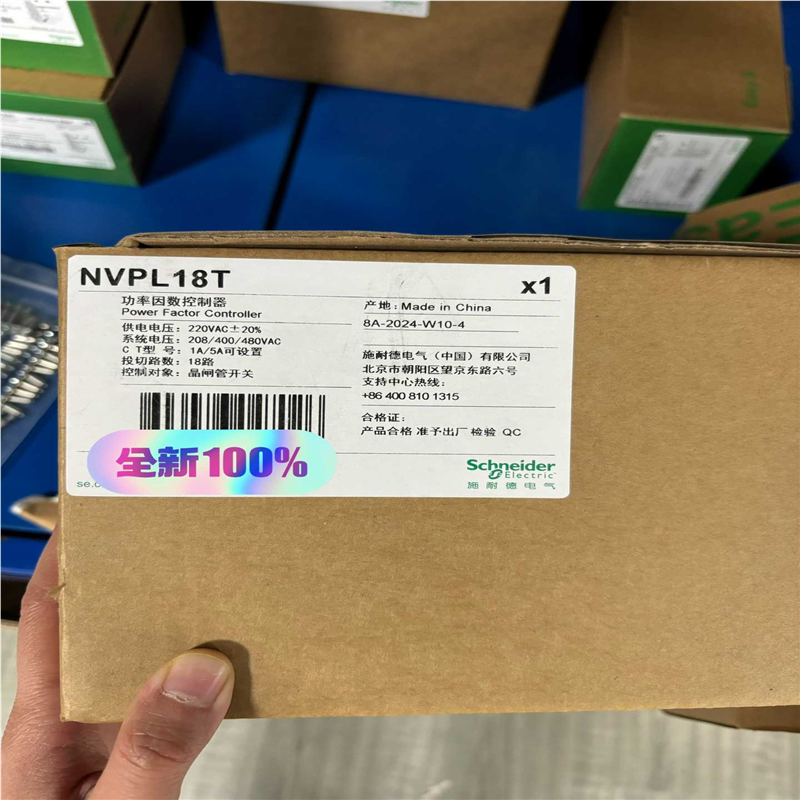 NVPL18T
x1
功率因数控制器
Power Factor Controller
供电电压：220VAC±20%
系统电压：208/400/480VAC
CT型号：1A/5A可设置
投切路数：18路
控制对象：晶闸管开关
产地：Made in China
8A-2024-W10-4
施耐德电气（中国）有限公司
北京市朝阳区望京东路六号
支持中心热线：
+86 400 810 1315
合格证：
产品合格 准予出厂 检验 QC
全新100%
se.c
Schneider
Electric
施耐德电气